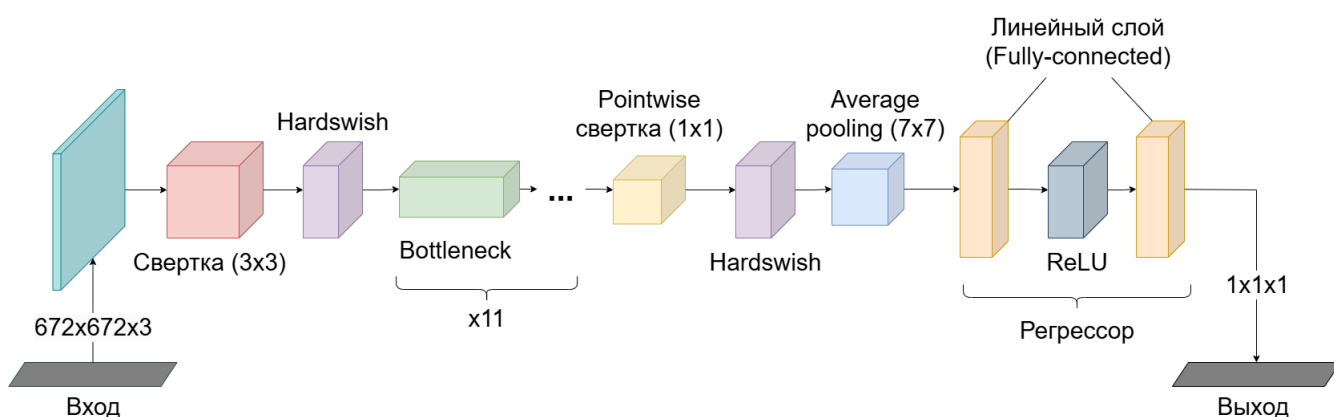 Линейный слой
(Fully-connected)
Hardswish
Pointwise
свертка (1x1)
Average
pooling (7x7)
...
Свертка (3x3)
Bottleneck
x11
Hardswish
ReLU
Регрессор
672x672x3
Вход
1x1x1
Выход